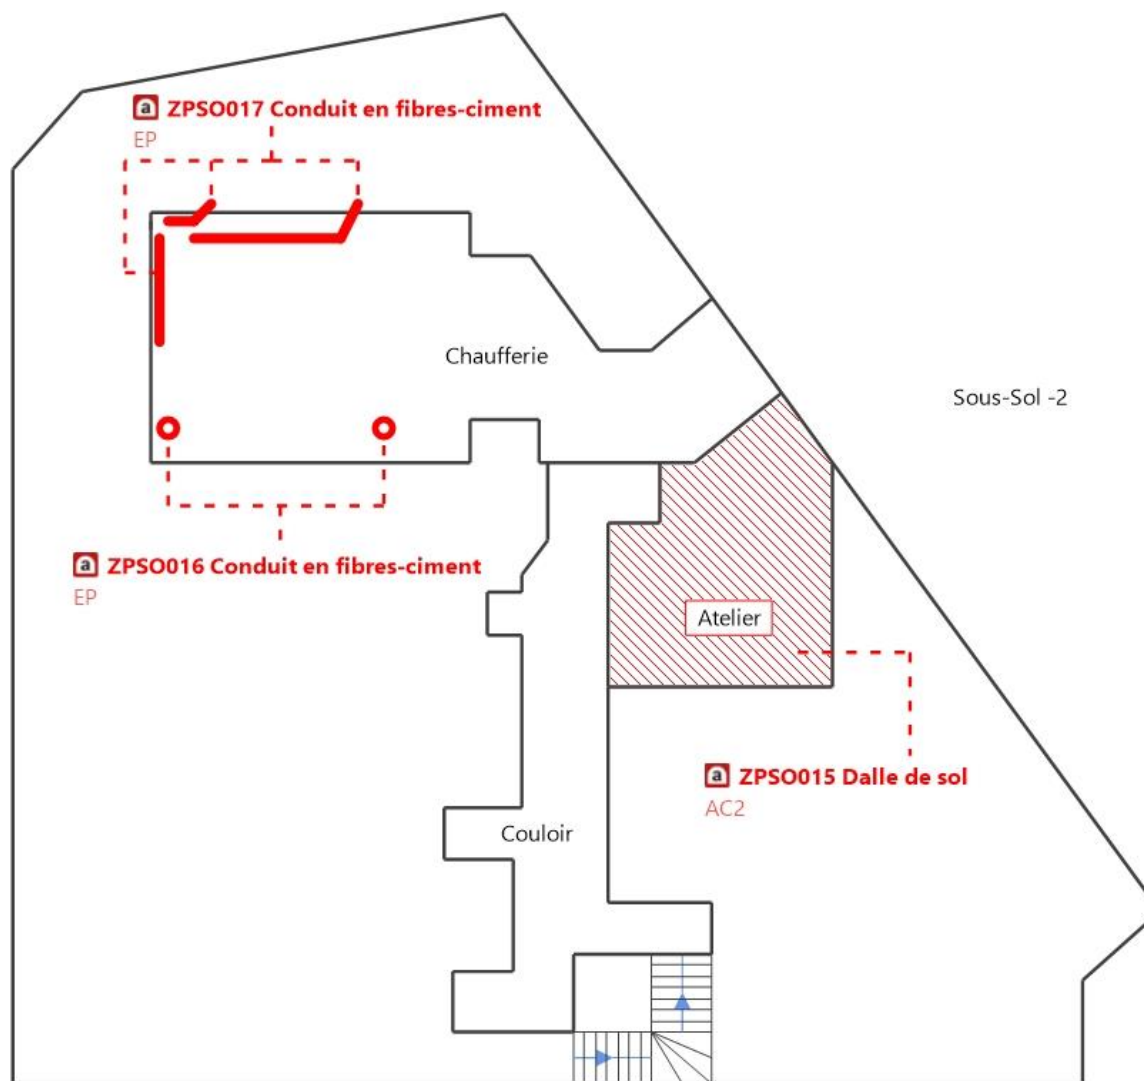 a ZPSO017 Conduit en fibres-ciment
EP
Chaufferie
Sous-Sol -2
a ZPSO016 Conduit en fibres-ciment
EP
Atelier
a ZPSO015 Dalle de sol
AC2
Couloir